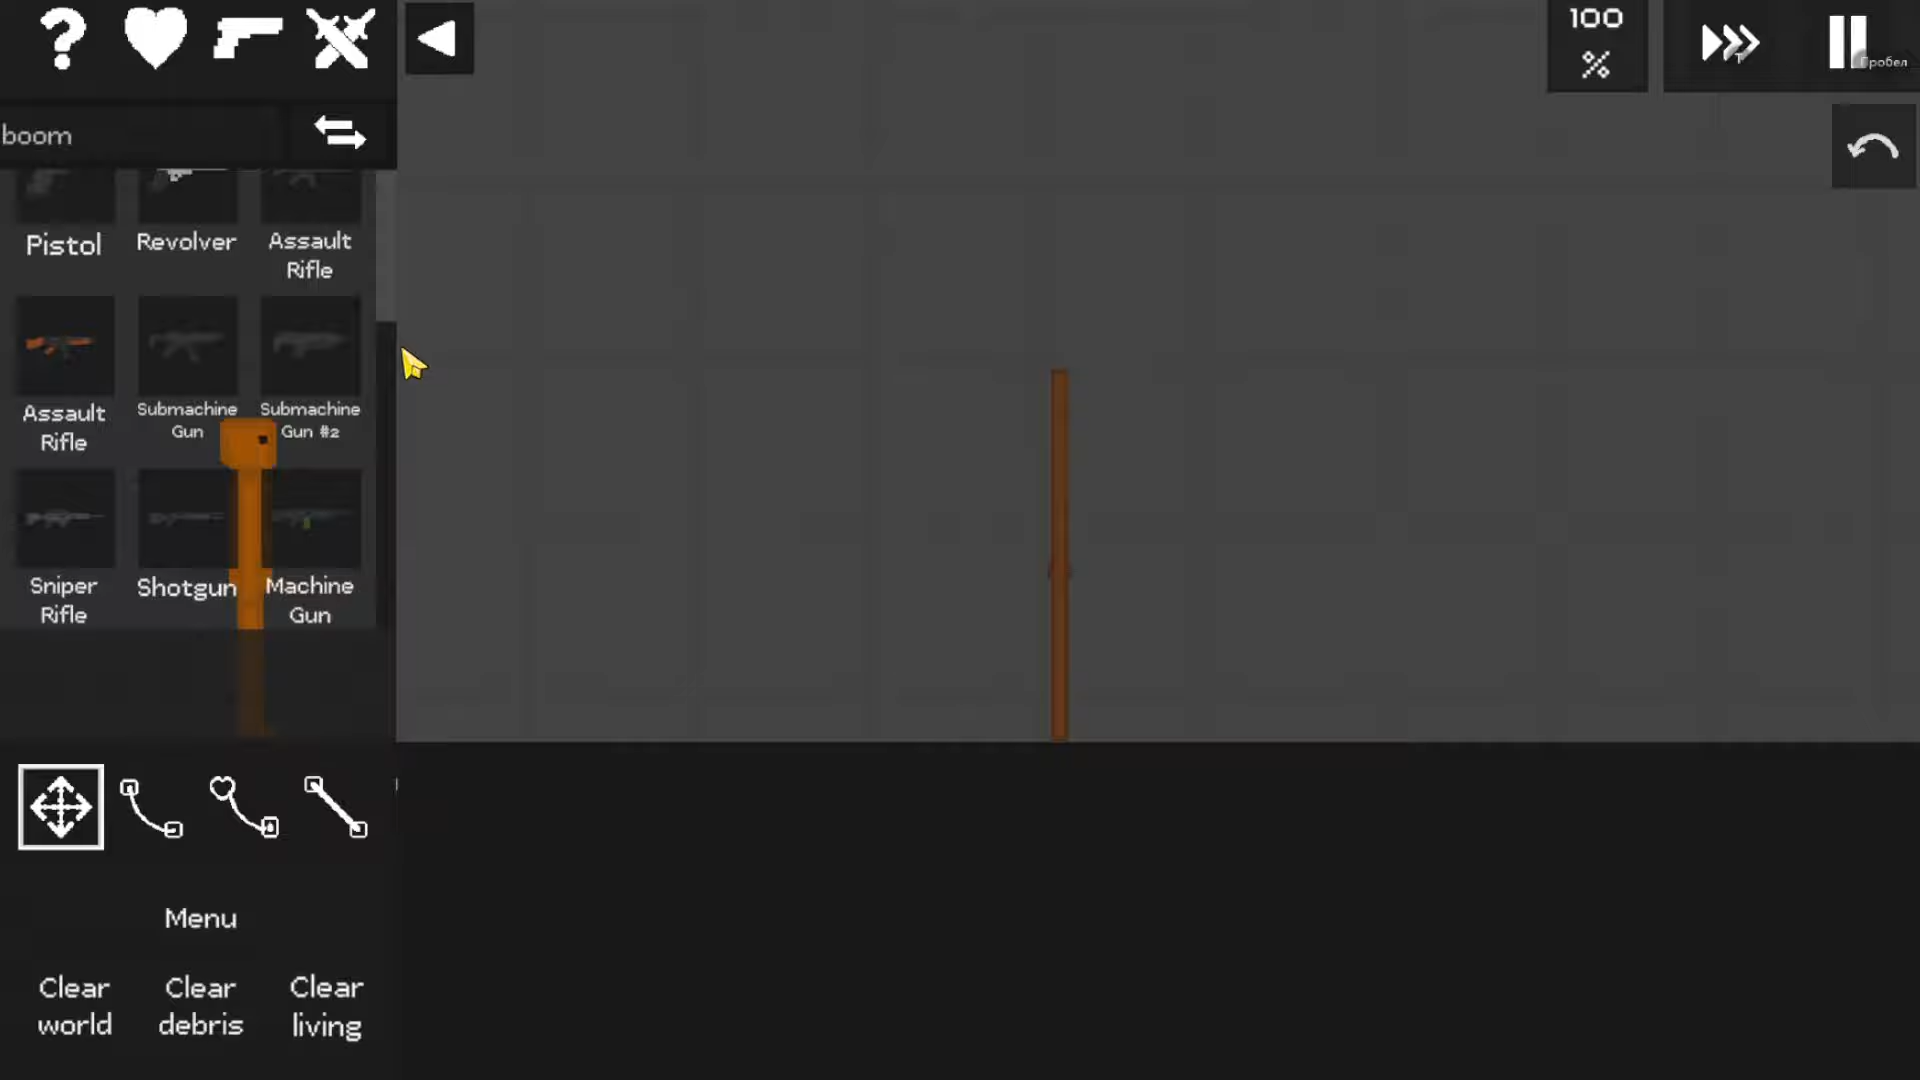 100
%
Пробел
boom
Pistol
Revolver
Assault
Rifle
Assault
Rifle
Submachine
Gun
Submachine
Gun #2
Sniper
Rifle
Shotgun
Machine
Gun
Menu
Clear
world
Clear
debris
Clear
living